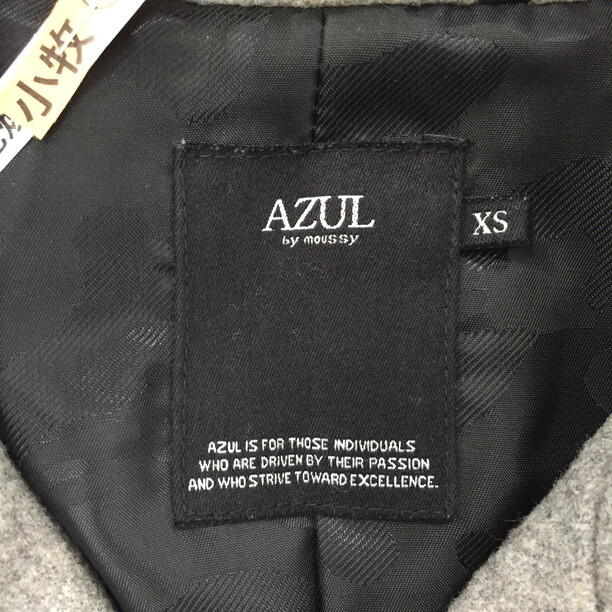 小牧
AZUL
by moussy
XS
AZUL IS FOR THOSE INDIVIDUALS
WHO ARE DRIVEN BY THEIR PASSION
AND WHO STRIVE TOWARD EXCELLENCE.